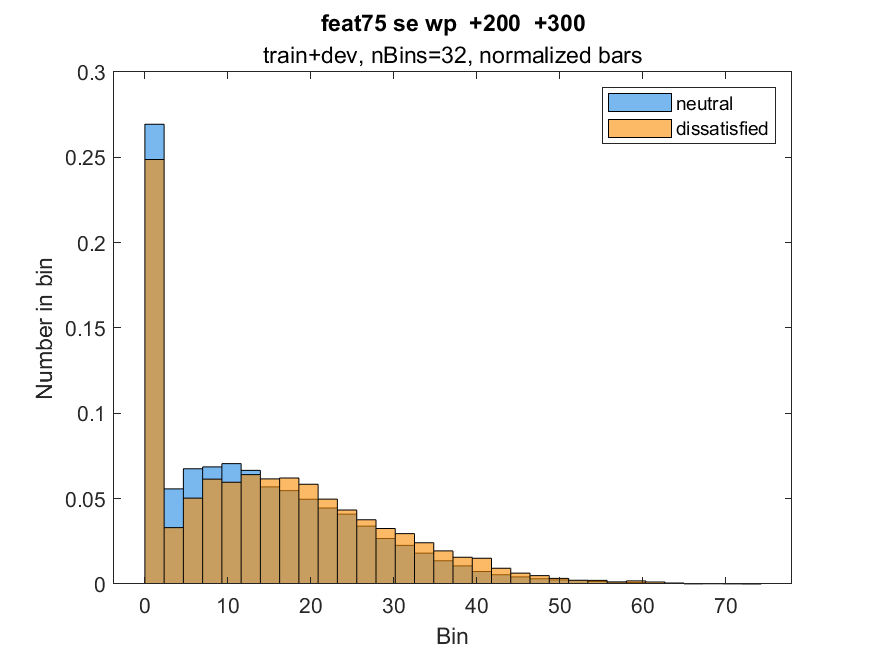 feat75 se wp  +200  +300
train+dev, nBins=32, normalized bars
0.3
0.25
0.2
0.15
0.1
0.05
0
Number in bin
neutral
dissatisfied
0 10 20 30 40 50 60 70
Bin